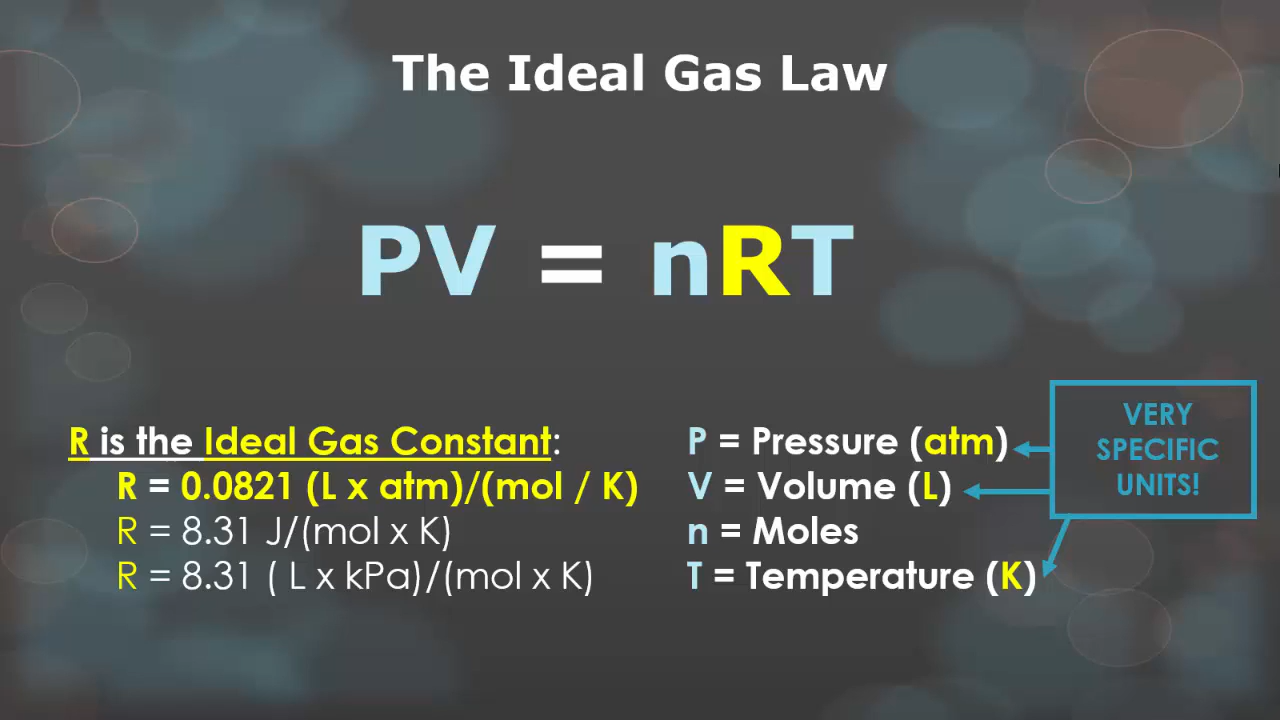 The Ideal Gas Law
PV = nRT
R is the Ideal Gas Constant:
R = 0.0821 (L x atm)/(mol / K)
R = 8.31 J/(mol x K)
R = 8.31 ( L x kPa)/(mol x K)
P = Pressure (atm)
V = Volume (L)
n = Moles
T = Temperature (K)
VERY
SPECIFIC
UNITS!